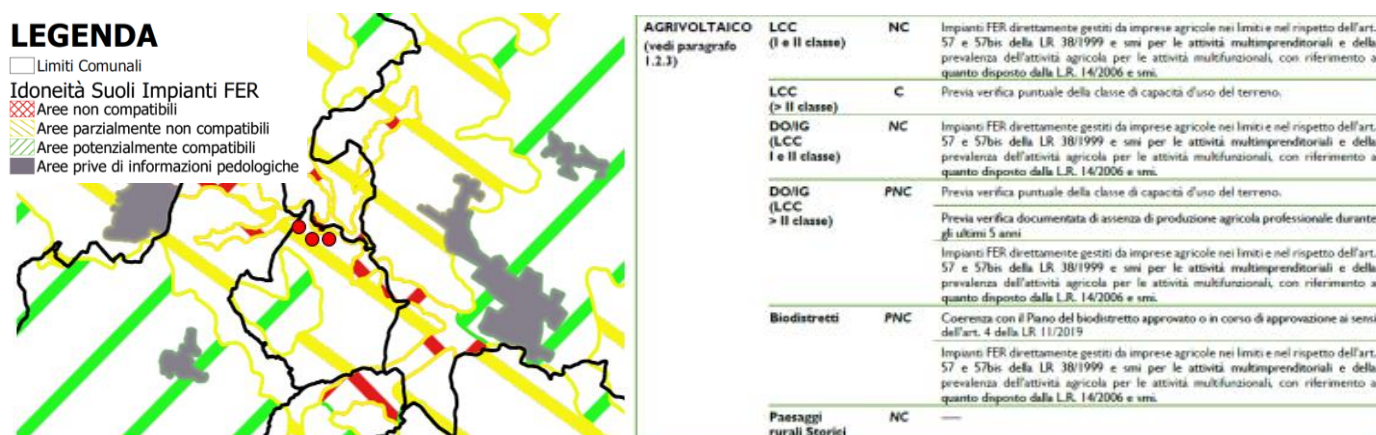 LEGENDA
Limiti Comunali
Idoneità Suoli Impianti FER
Aree non compatibili
Aree parzialmente non compatibili
Aree potenzialmente compatibili
Aree prive di informazioni pedologiche
AGRIVOLTAICO
(vedi paragrafo
1.2.3)
LCC
(I e II classe)
NC
Impianti FER direttamente gestiti da imprese agricole nei limiti e nel rispetto dell'art.
57 e 57bis della LR 38/1999 e smi per le attività multimprenditoriali e della
prevalenza dell'attività agricola per le attività multifunzionali, con riferimento a
quanto disposto dalla L.R. 14/2006 e smi.
LCC
(> II classe)
C
Previa verifica puntuale della classe di capacità d'uso del terreno.
DO/IG
(LCC
I e II classe)
NC
Impianti FER direttamente gestiti da imprese agricole nei limiti e nel rispetto dell'art.
57 e 57bis della LR 38/1999 e smi per le attività multimprenditoriali e della
prevalenza dell'attività agricola per le attività multifunzionali, con riferimento a
quanto disposto dalla L.R. 14/2006 e smi.
DO/IG
(LCC
> II classe)
PNC
Previa verifica puntuale della classe di capacità d'uso del terreno.
Previa verifica documentata di assenza di produzione agricola professionale durante
gli ultimi 5 anni
Impianti FER direttamente gestiti da imprese agricole nei limiti e nel rispetto dell'art.
57 e 57bis della LR 38/1999 e smi per le attività multimprenditoriali e della
prevalenza dell'attività agricola per le attività multifunzionali, con riferimento a
quanto disposto dalla L.R. 14/2006 e smi.
Biodistretti
PNC
Coerenza con il Piano del biodistretto approvato o in corso di approvazione ai sensi
dell'art. 4 della LR 11/2019
Impianti FER direttamente gestiti da imprese agricole nei limiti e nel rispetto dell'art.
57 e 57bis della LR 38/1999 e smi per le attività multimprenditoriali e della
prevalenza dell'attività agricola per le attività multifunzionali, con riferimento a
quanto disposto dalla L.R. 14/2006 e smi.
Paesaggi
rurali Storici
NC